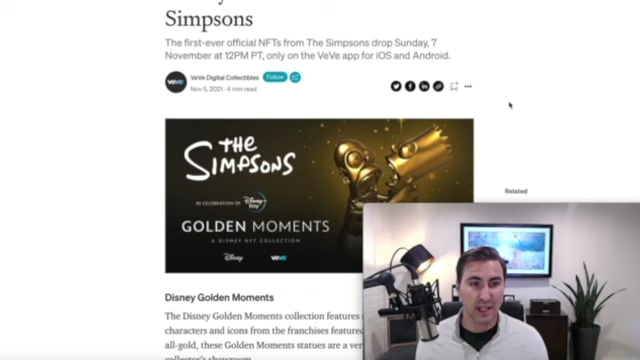 Simpsons
The first-ever official NFTs from The Simpsons drop Sunday, 7
November at 12PM PT, only on the VeVe app for iOS and Android.
veve
VeVe Digital Collectibles
Follow
Nov 5, 2021 · 4 min read
THE
SIMPSONS
IN CELEBRATION OF
Disney+
Day
GOLDEN MOMENTS
A DISNEY NFT COLLECTION
Disney
veve
Related
Disney Golden Moments
The Disney Golden Moments collection features
characters and icons from the franchises featured
all-gold, these Golden Moments statues are a
collector's showroom